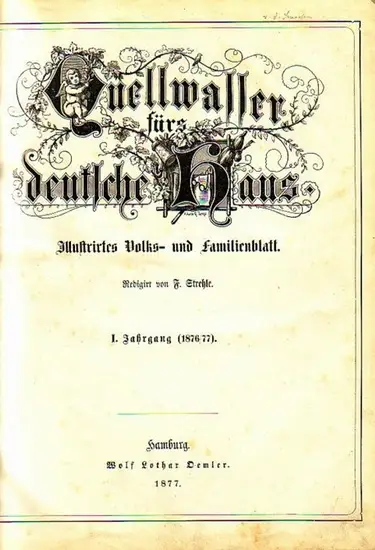 Quellwasser
fürs
deutsche Haus.
Illustrirtes Volks- und Familienblatt.
Redigirt von F. Strehle.
I. Jahrgang (1876/77).
Hamburg.
Wolf Lothar Oemler.
1877.